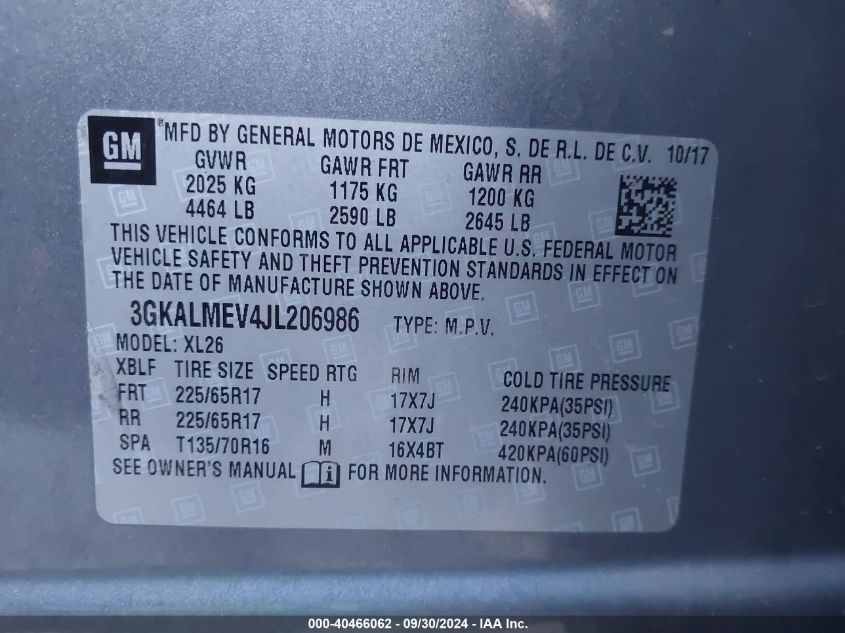 GM ®MFD BY GENERAL MOTORS DE MEXICO, S. DE R.L. DE C.V. 10/17
GVWR GAWR FRT GAWR RR
2025 KG 1175 KG 1200 KG
4464 LB 2590 LB 2645 LB
THIS VEHICLE CONFORMS TO ALL APPLICABLE U.S. FEDERAL MOTOR
VEHICLE SAFETY AND THEFT PREVENTION STANDARDS IN EFFECT ON
THE DATE OF MANUFACTURE SHOWN ABOVE.
3GKALMEV4JL206986 TYPE: M.P.V.
MODEL: XL26
XBLF TIRE SIZE SPEED RTG RIM COLD TIRE PRESSURE
FRT 225/65R17 H 17X7J 240KPA(35PSI)
RR 225/65R17 H 17X7J 240KPA(35PSI)
SPA T135/70R16 M 16X4BT 420KPA(60PSI)
SEE OWNER'S MANUAL i FOR MORE INFORMATION.
000-40466062 / 09/30/2024 - IAA Inc.